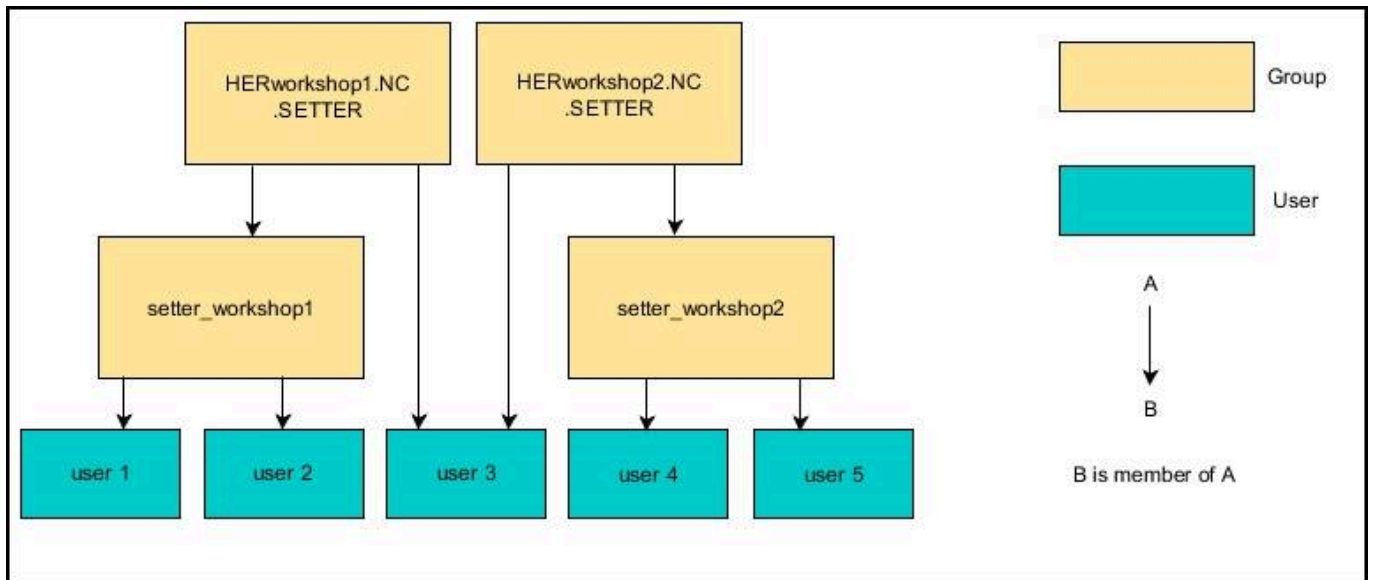 HERworkshop1.NC
.SETTER
HERworkshop2.NC
.SETTER
Group
User
setter_workshop1
setter_workshop2
A
B
user 1
user 2
user 3
user 4
user 5
B is member of A